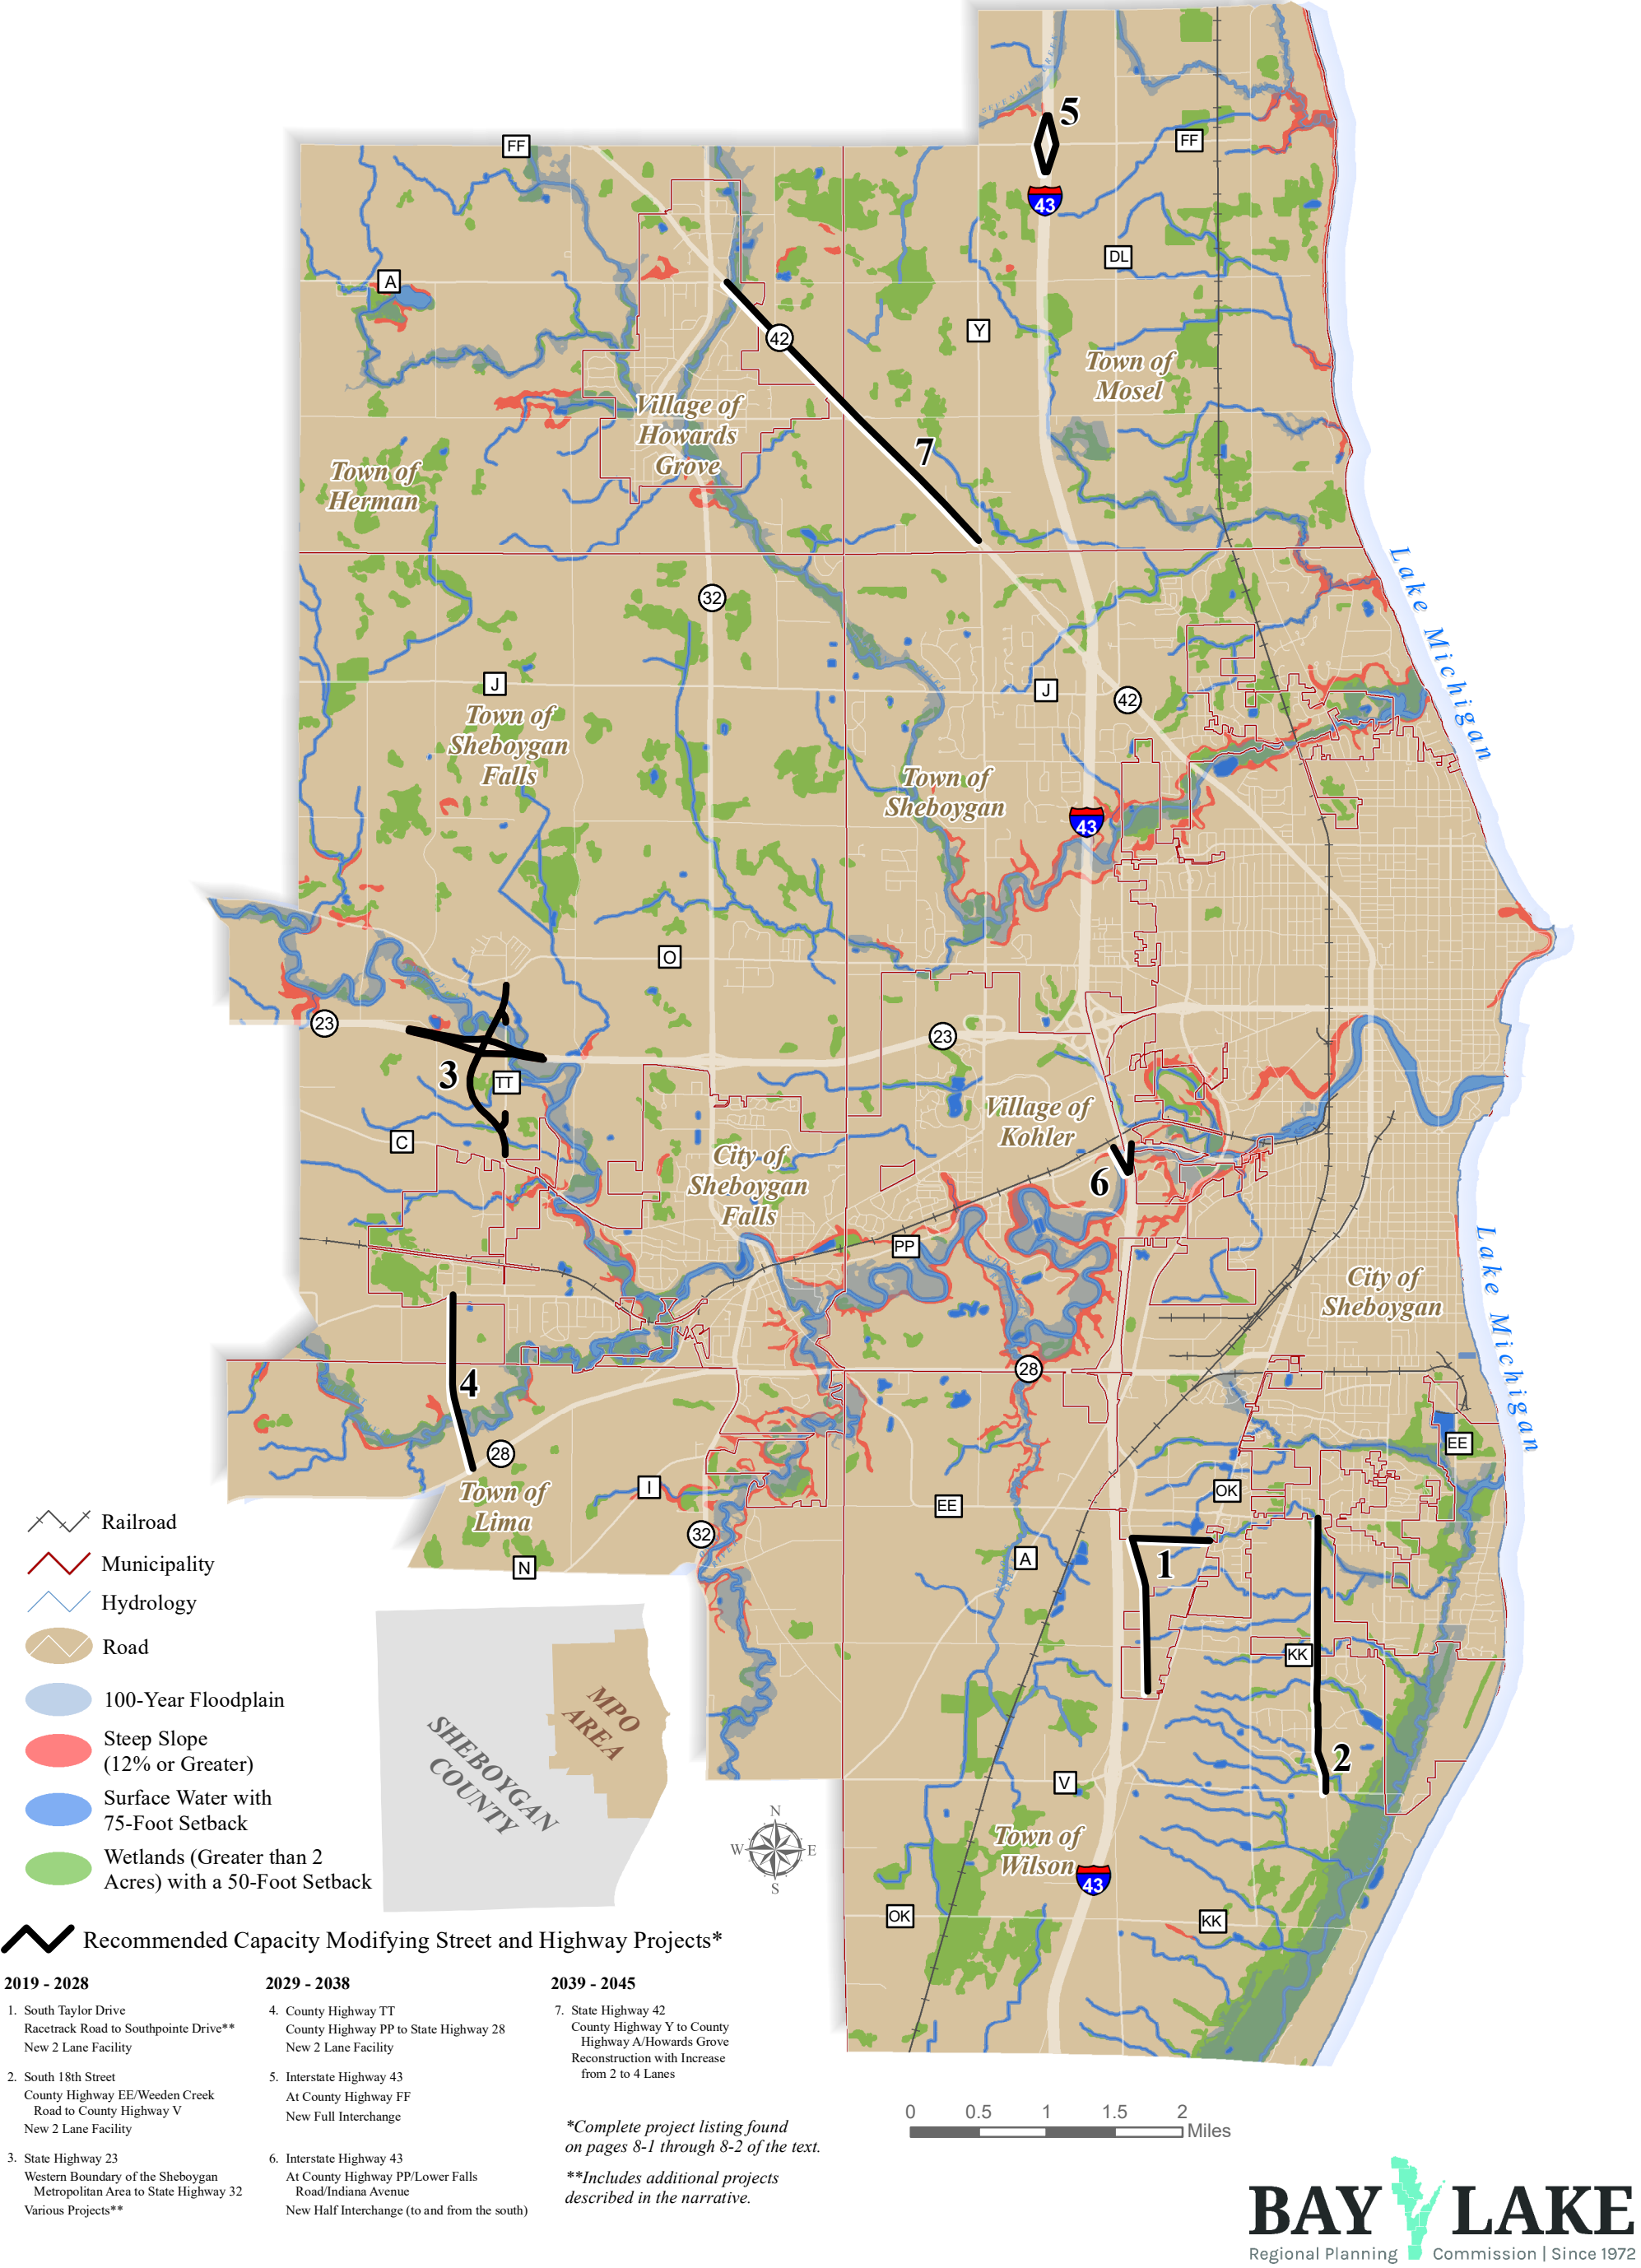 5
FF
FF
43
DL
A
Y
42
Town of
Mosel
Village of
Howards
Grove
7
Town of
Herman
Lake Michigan
32
J
J
42
Town of
Sheboygan
Falls
Town of
Sheboygan
43
O
23
23
3
TT
C
Village of
Kohler
City of
Sheboygan
Falls
6
PP
Lake Michigan
City of
Sheboygan
28
4
28
EE
Town of
Lima
I
EE
OK
32
N
A
1
KK
2
V
Town of
Wilson
43
OK
KK
Railroad
Municipality
Hydrology
Road
100-Year Floodplain
Steep Slope
(12% or Greater)
Surface Water with
75-Foot Setback
Wetlands (Greater than 2
Acres) with a 50-Foot Setback
MPO
AREA
SHEBOYGAN
COUNTY
N
W E
S
Recommended Capacity Modifying Street and Highway Projects*
2019 - 2028
1. South Taylor Drive
Racetrack Road to Southpointe Drive**
New 2 Lane Facility
2. South 18th Street
County Highway EE/Weeden Creek
Road to County Highway V
New 2 Lane Facility
3. State Highway 23
Western Boundary of the Sheboygan
Metropolitan Area to State Highway 32
Various Projects**
2029 - 2038
4. County Highway TT
County Highway PP to State Highway 28
New 2 Lane Facility
5. Interstate Highway 43
At County Highway FF
New Full Interchange
6. Interstate Highway 43
At County Highway PP/Lower Falls
Road/Indiana Avenue
New Half Interchange (to and from the south)
2039 - 2045
7. State Highway 42
County Highway Y to County
Highway A/Howards Grove
Reconstruction with Increase
from 2 to 4 Lanes
*Complete project listing found
on pages 8-1 through 8-2 of the text.
**Includes additional projects
described in the narrative.
0 0.5 1 1.5 2
Miles
BAY LAKE
Regional Planning Commission | Since 1972